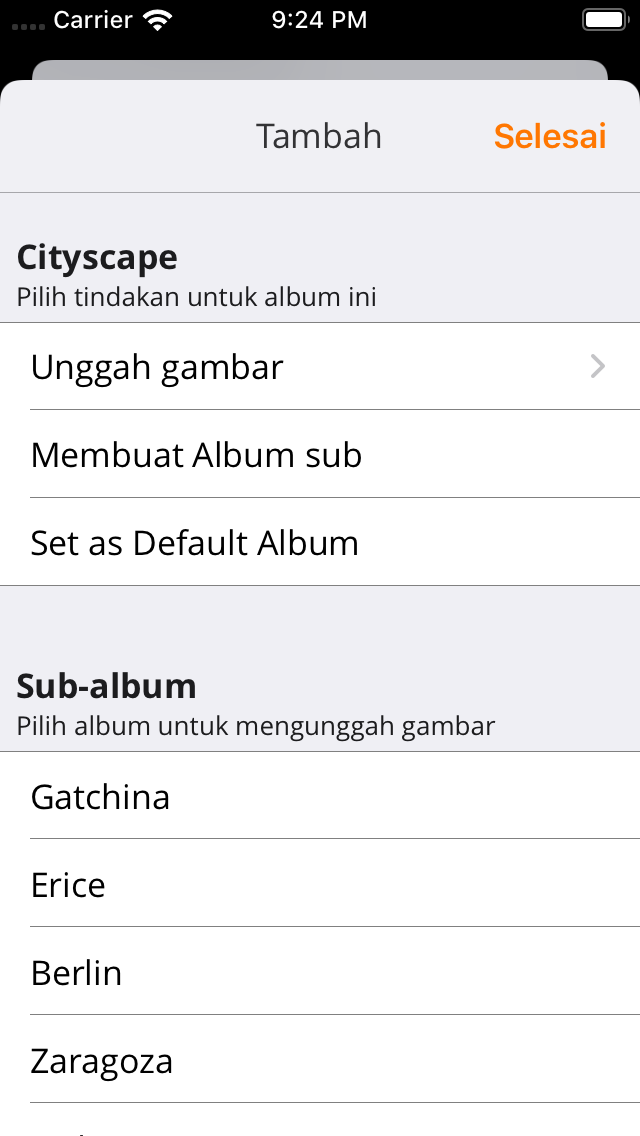 Carrier 9:24 PM
Tambah Selesai
Cityscape
Pilih tindakan untuk album ini
Unggah gambar
Membuat Album sub
Set as Default Album
Sub-album
Pilih album untuk mengunggah gambar
Gatchina
Erice
Berlin
Zaragoza